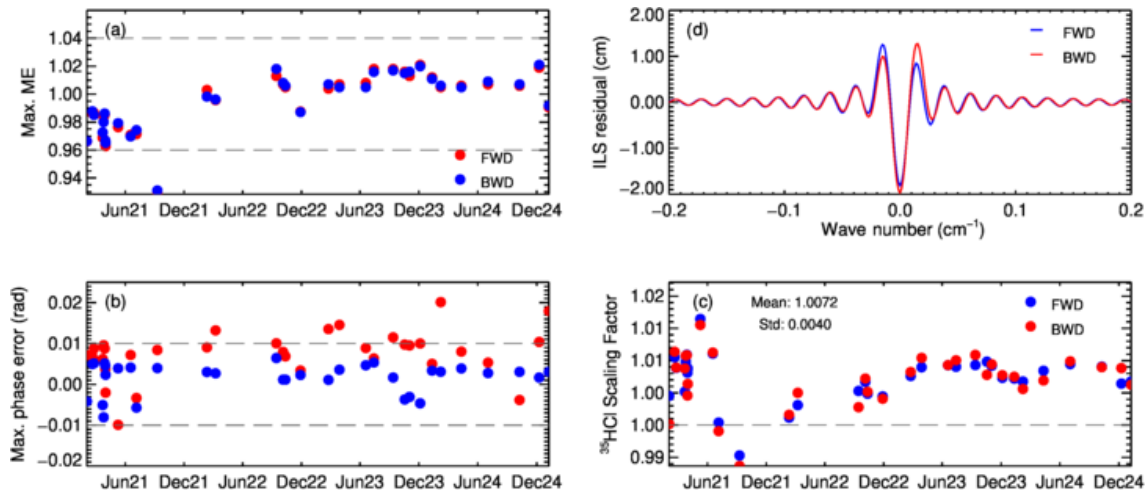 (a)
Max. ME
1.04
1.02
1.00
0.98
0.96
0.94
FWD
BWD
Jun21 Dec21 Jun22 Dec22 Jun23 Dec23 Jun24 Dec24
(d)
ILS residual (cm)
2.00
1.00
0.00
−1.00
−2.00
FWD
BWD
−0.2 −0.1 0.0 0.1 0.2
Wave number (cm⁻¹)
(b)
Max. phase error (rad)
0.02
0.01
0.00
−0.01
−0.02
Jun21 Dec21 Jun22 Dec22 Jun23 Dec23 Jun24 Dec24
(c)
Mean: 1.0072
Std: 0.0040
FWD
BWD
³⁵HCl Scaling Factor
1.02
1.01
1.01
1.00
1.00
0.99
Jun21 Dec21 Jun22 Dec22 Jun23 Dec23 Jun24 Dec24